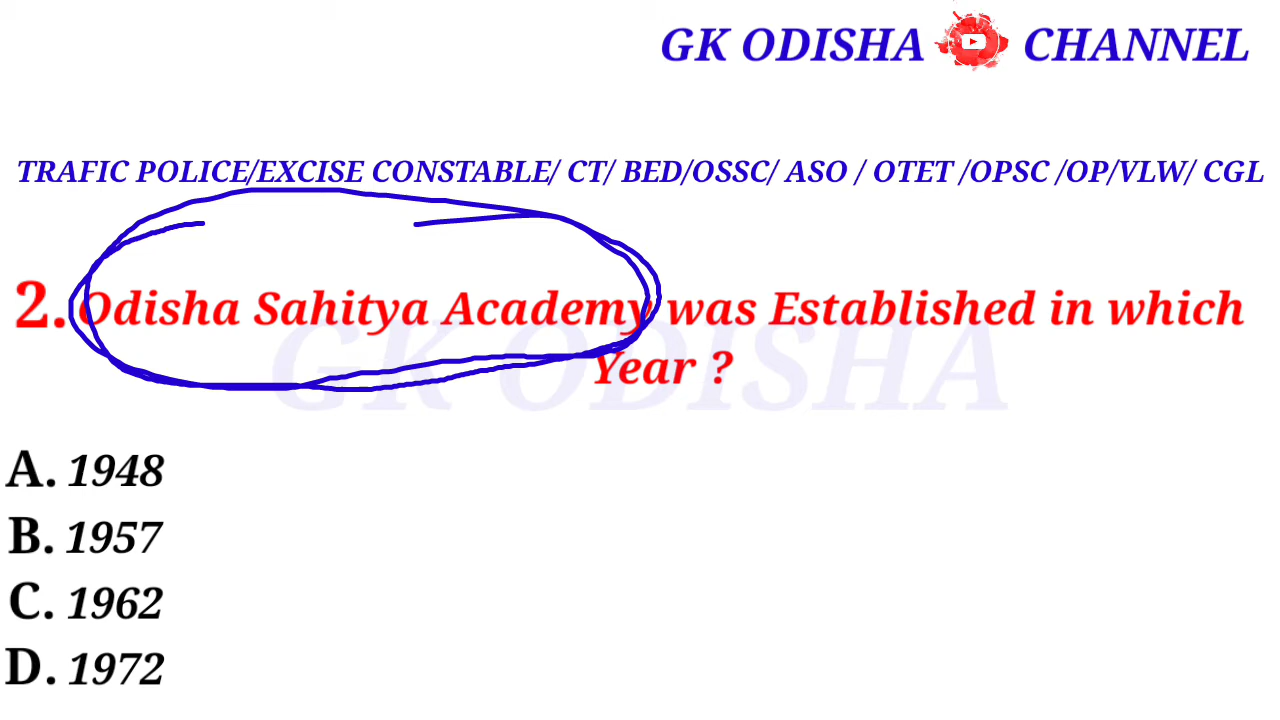 GK ODISHA CHANNEL
TRAFIC POLICE/EXCISE CONSTABLE/ CT/ BED/OSSC/ ASO / OTET /OPSC /OP/VLW/ CGL
2. Odisha Sahitya Academy was Established in which
Year ?
GK ODISHA
A. 1948
B. 1957
C. 1962
D. 1972